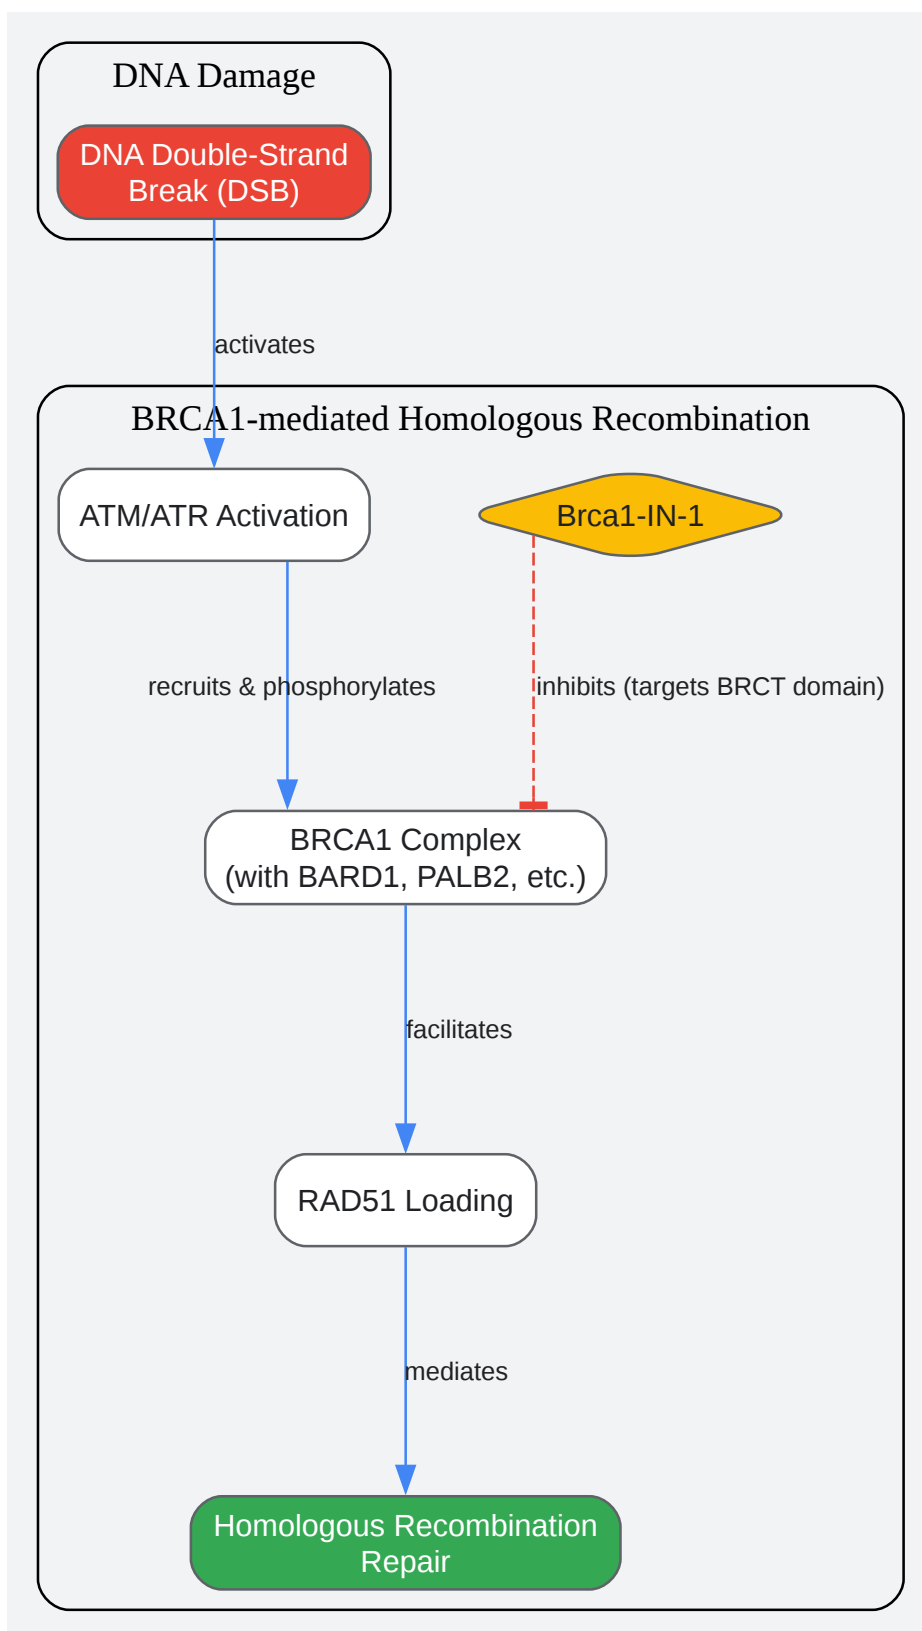 DNA Damage
DNA Double-Strand
Break (DSB)
activates
BRCA1-mediated Homologous Recombination
ATM/ATR Activation
Brca1-IN-1
recruits & phosphorylates
inhibits (targets BRCT domain)
BRCA1 Complex
(with BARD1, PALB2, etc.)
facilitates
RAD51 Loading
mediates
Homologous Recombination
Repair